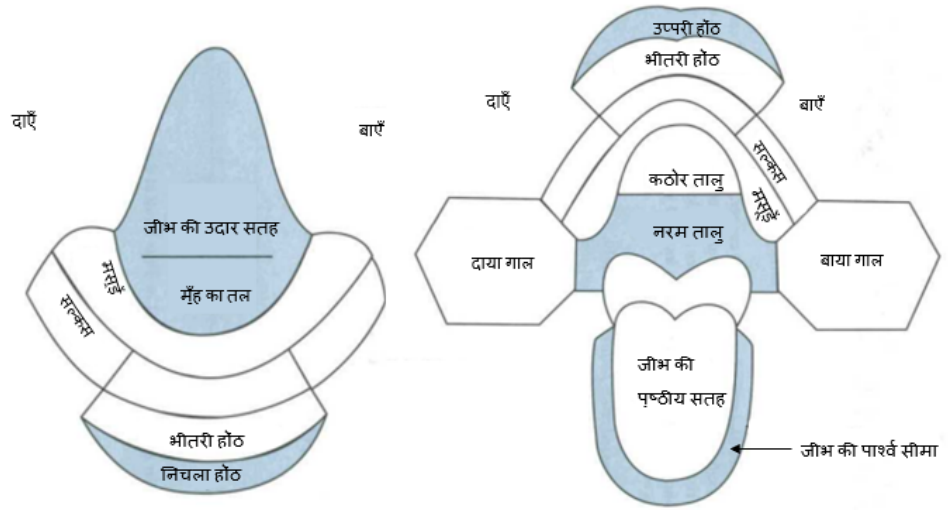 दाएँ
बाएँ
जीभ की उदार सतह
मुँह का तल
मसूड़ें
सल्कस
भीतरी होंठ
निचला होंठ
उप्परी होंठ
भीतरी होंठ
दाएँ
बाएँ
सल्कस
मसूड़ें
कठोर तालु
नरम तालु
दाया गाल
बाया गाल
जीभ की
पृष्ठीय सतह
जीभ की पार्श्व सीमा